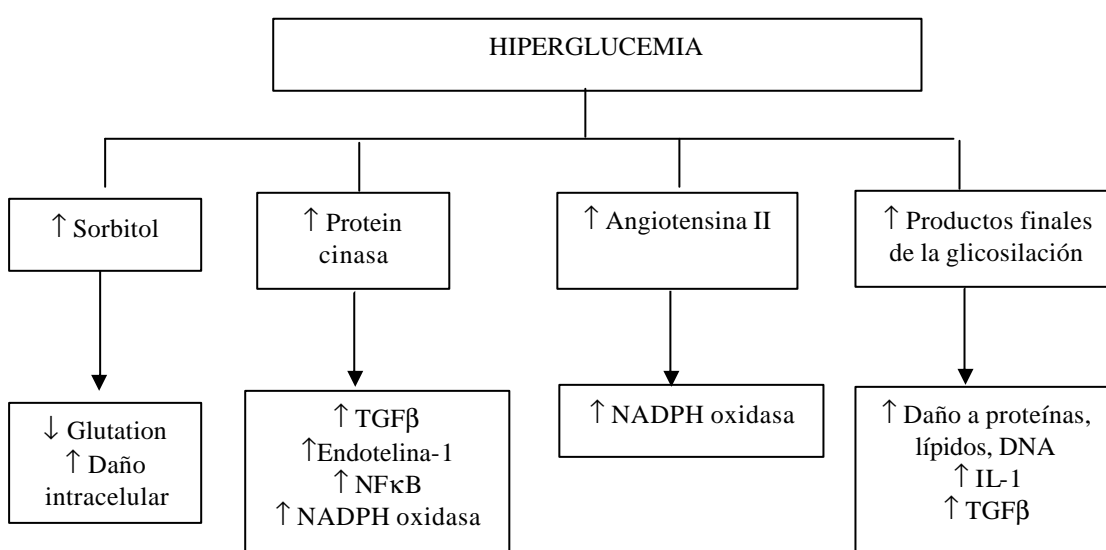 HIPERGLUCEMIA
↑ Sorbitol
↑ Protein
cinasa
↑ Angiotensina II
↑ Productos finales
de la glicosilación
↓ Glutation
↑ Daño
intracelular
↑ TGFβ
↑Endotelina-1
↑ NFκB
↑ NADPH oxidasa
↑ NADPH oxidasa
↑ Daño a proteínas,
lípidos, DNA
↑ IL-1
↑ TGFβ